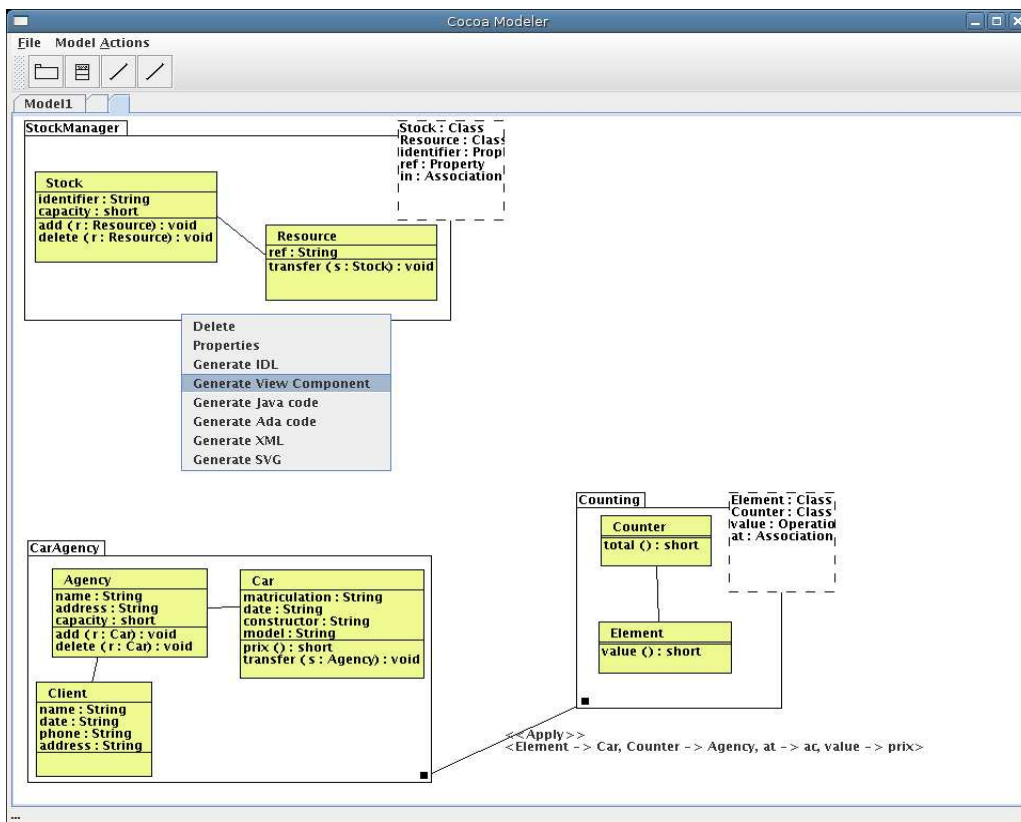 Cocoa Modeler
File Model Actions
Model1
StockManager
Stock : Class
Resource : Class
identifier : Prop
ref : Property
in : Association
Stock
identifier : String
capacity : short
add ( r : Resource) : void
delete ( r : Resource) : void
Resource
ref : String
transfer ( s : Stock) : void
Delete
Properties
Generate IDL
Generate View Component
Generate Java code
Generate Ada code
Generate XML
Generate SVG
Counting
Element : Class
Counter : Class
value : Operatio
at : Association
Counter
total () : short
Element
value () : short
CarAgency
Agency
name : String
address : String
capacity : short
add ( r : Car) : void
delete ( r : Car) : void
Car
matriculation : String
date : String
constructor : String
model : String
prix () : short
transfer ( s : Agency) : void
Client
name : String
date : String
phone : String
address : String
<<Apply>>
<Element -> Car, Counter -> Agency, at -> ac, value -> prix>
...